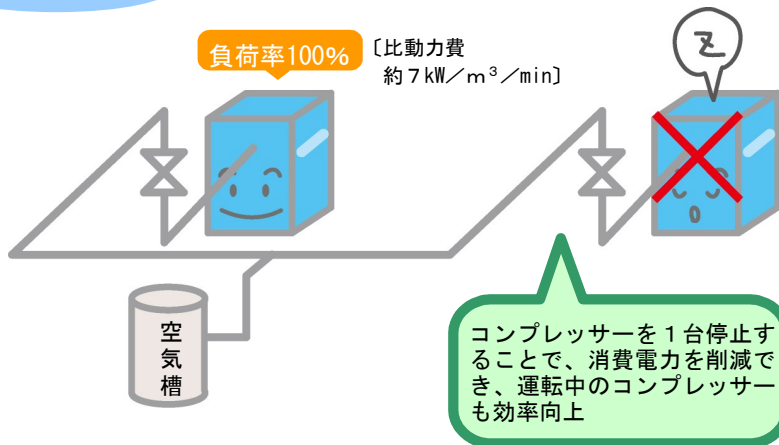 負荷率100%
〔比動力費
約７kW／ｍ³／min〕
Z
空
気
槽
コンプレッサーを１台停止す
ることで、消費電力を削減で
き、運転中のコンプレッサー
も効率向上